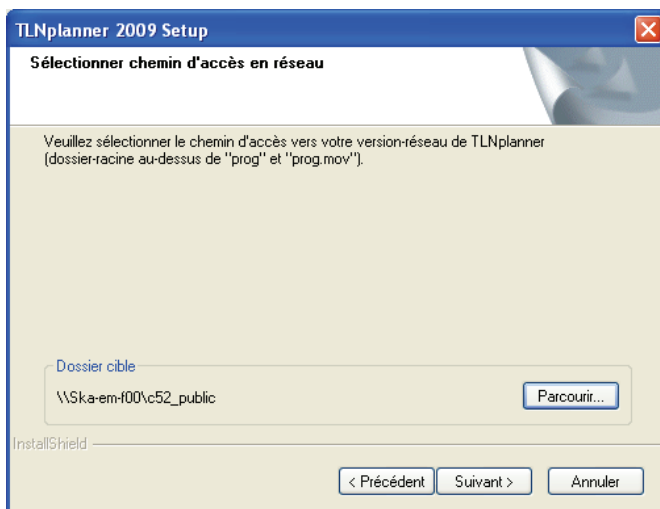 TLNplanner 2009 Setup
Sélectionner chemin d'accès en réseau
Veuillez sélectionner le chemin d'accès vers votre version-réseau de TLNplanner
(dossier-racine au-dessus de "prog" et "prog.mov").
Dossier cible
\\Ska-em-f00\c52_public
Parcourir...
InstallShield
< Précédent
Suivant >
Annuler